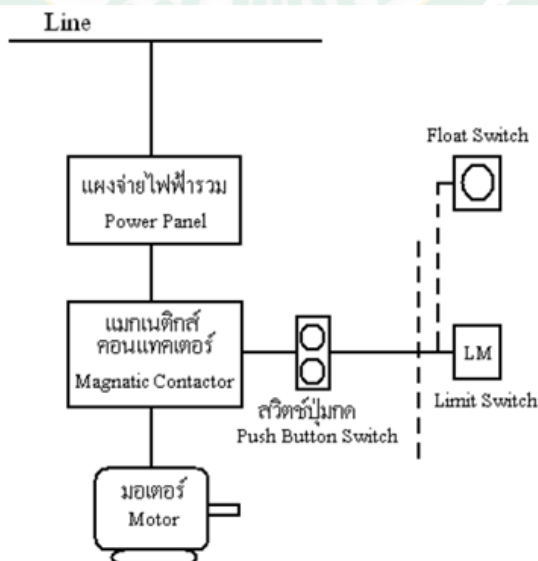 Line
แผงจ่ายไฟฟ้ารวม
Power Panel
แมกเนติกส์
คอนแทคเตอร์
Magnatic Contactor
มอเตอร์
Motor
สวิตช์ปุ่มกด
Push Button Switch
Float Switch
LM
Limit Switch